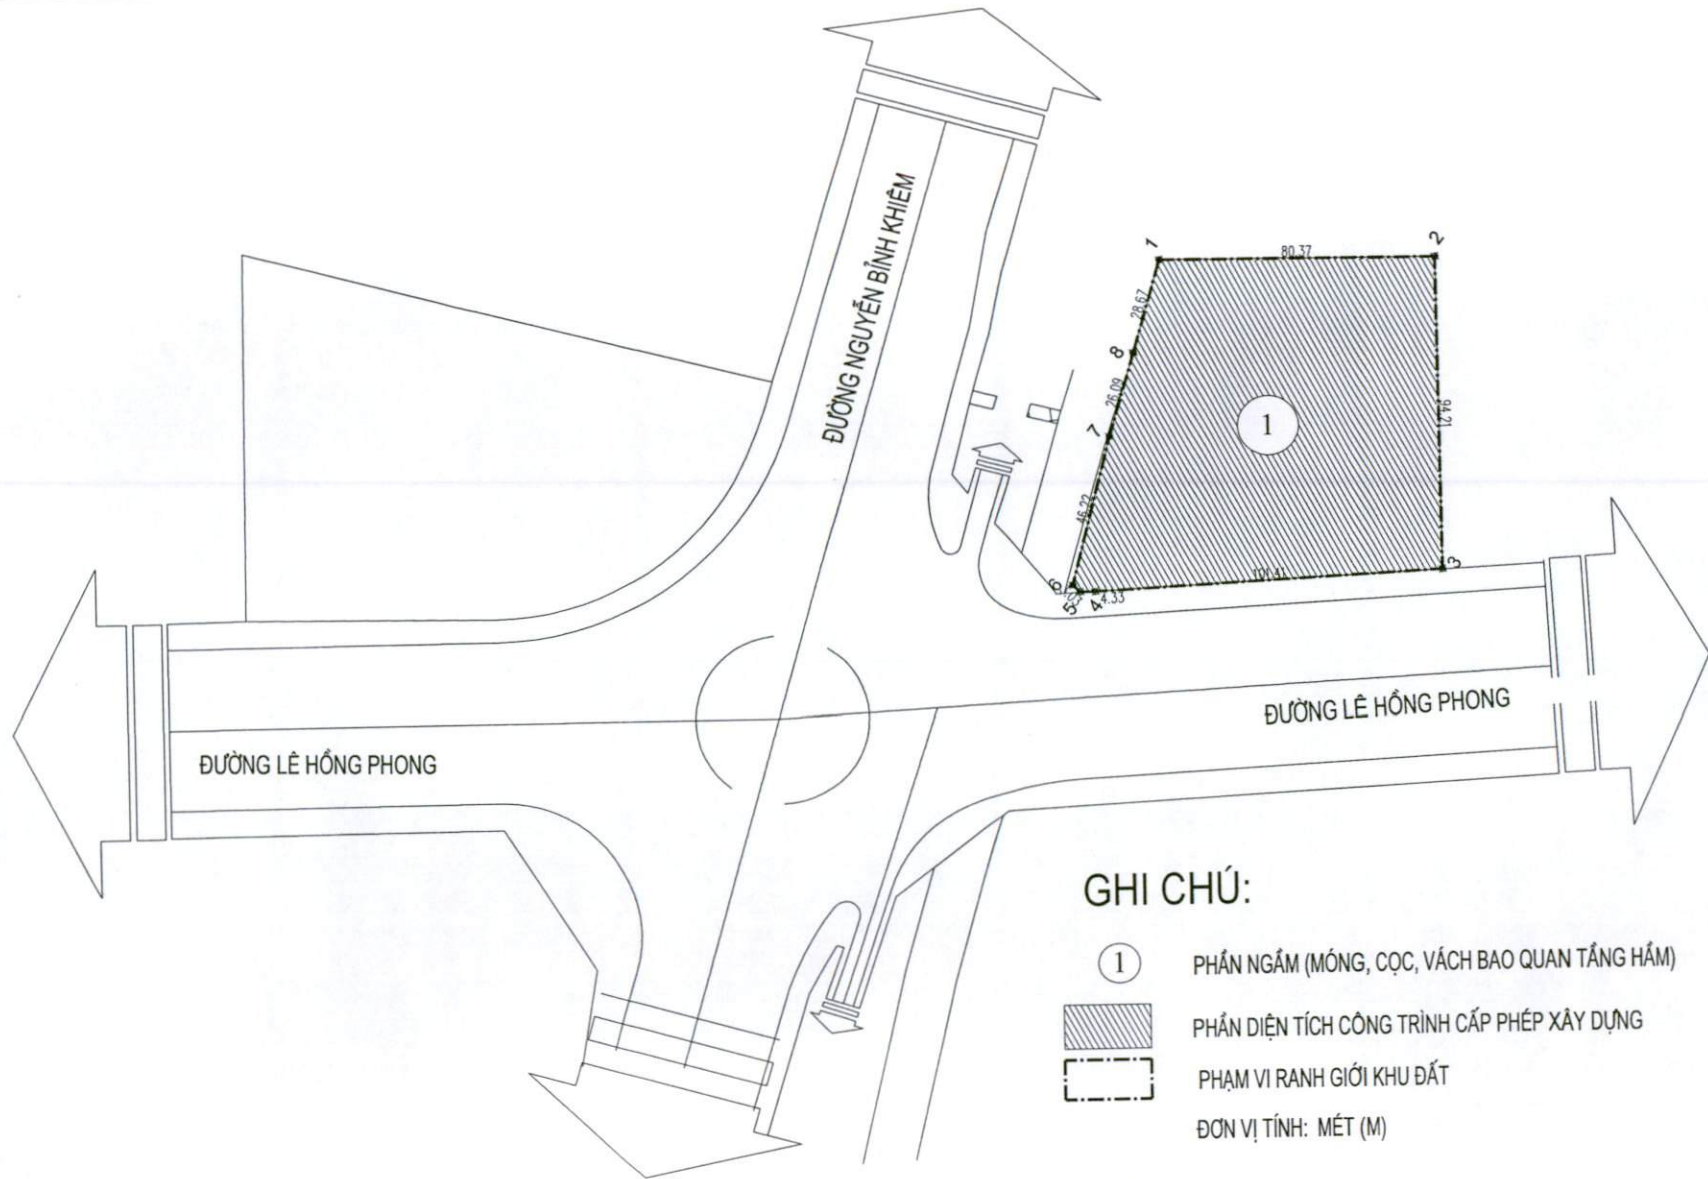 ĐƯỜNG NGUYỄN BỈNH KHIÊM
1
80.37
2
28.67
8
26.09
7
1
94.21
46.22
6
5
4
4.33
101.41
3
ĐƯỜNG LÊ HỒNG PHONG
ĐƯỜNG LÊ HỒNG PHONG
GHI CHÚ:
1 PHẦN NGẦM (MÓNG, CỌC, VÁCH BAO QUAN TẦNG HẦM)
PHẦN DIỆN TÍCH CÔNG TRÌNH CẤP PHÉP XÂY DỰNG
PHẠM VI RANH GIỚI KHU ĐẤT
ĐƠN VỊ TÍNH: MÉT (M)